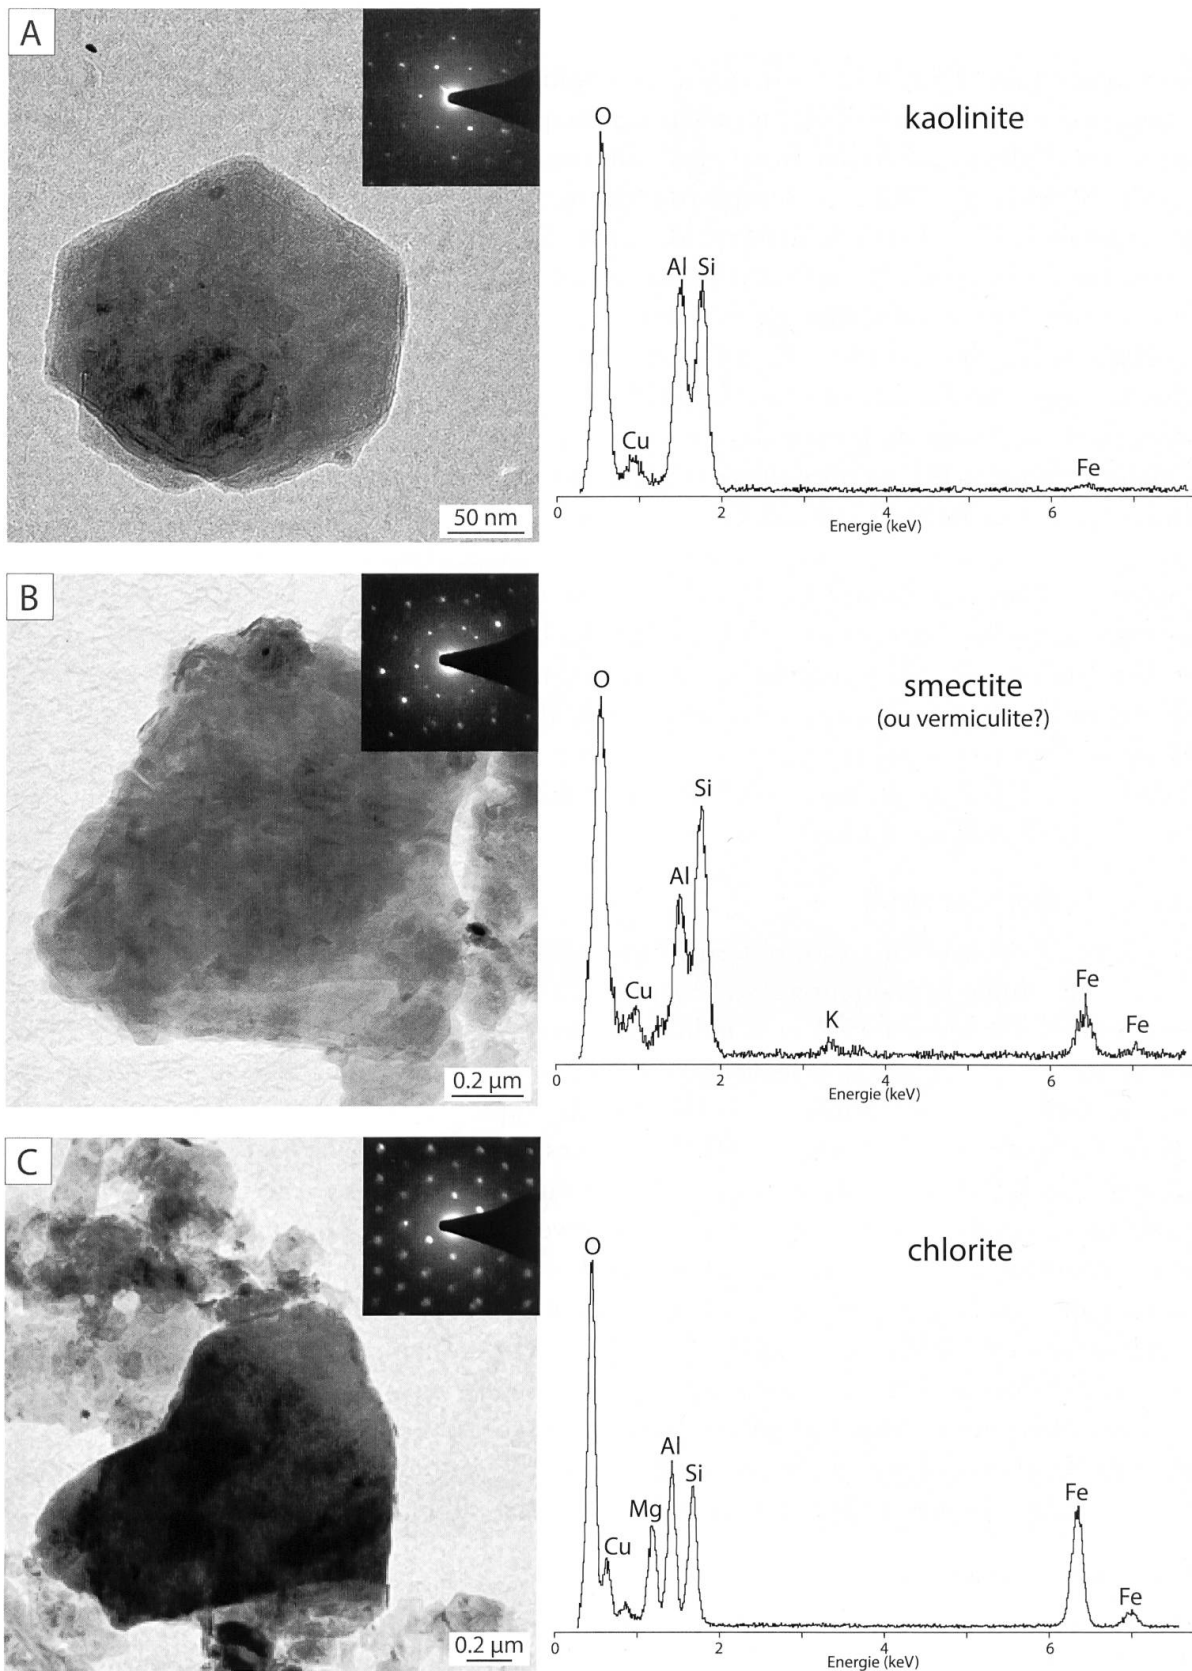 A
kaolinite
O
Al Si
Cu
Fe
50 nm
0 2 4 6
Energie (keV)
B
smectite
(ou vermiculite?)
O
Si
Al
Cu
K
Fe
Fe
0.2 µm
0 2 4 6
Energie (keV)
C
chlorite
O
Al
Si
Mg
Cu
Fe
Fe
0.2 µm
0 2 4 6
Energie (keV)